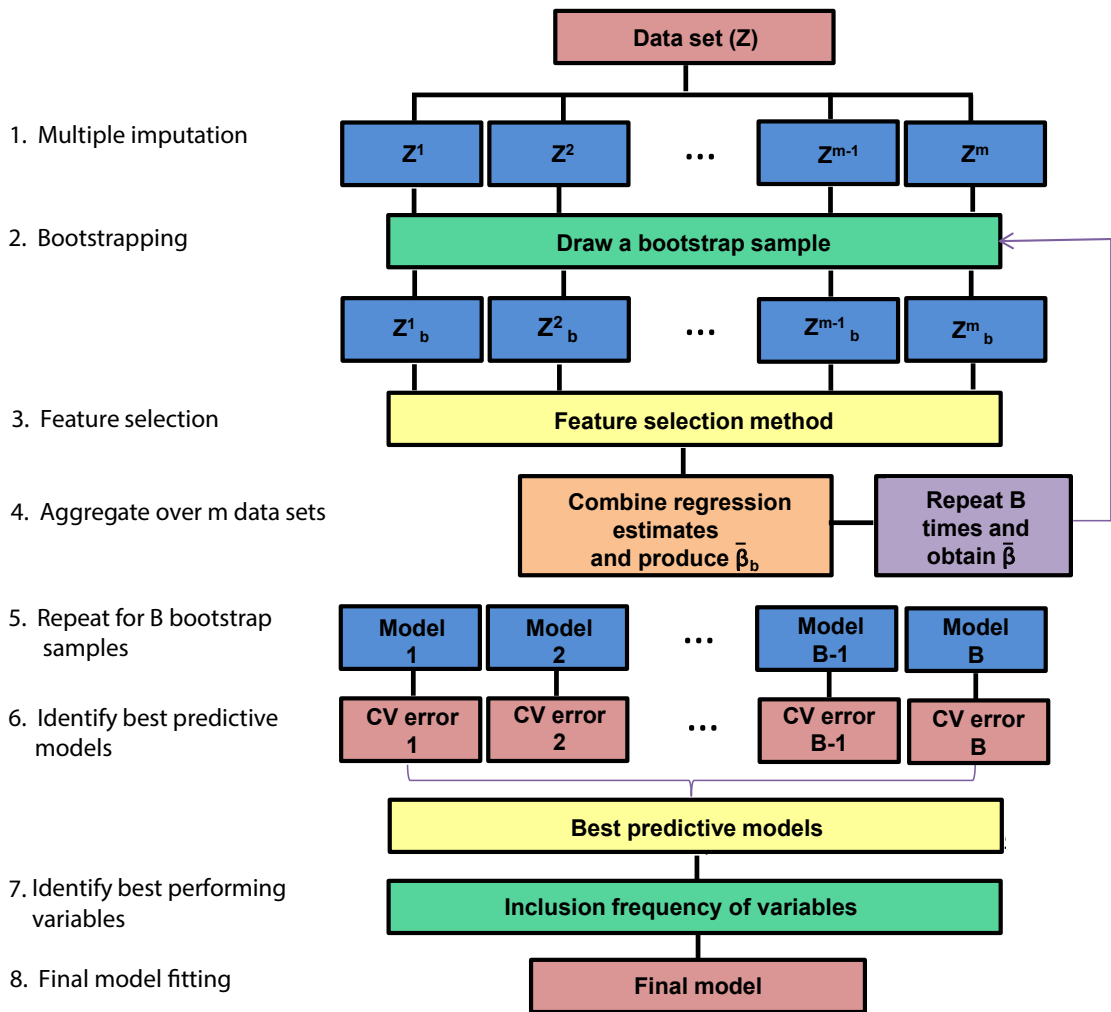 Data set (Z)
1. Multiple imputation
Z¹ Z² ... Zᵐ⁻¹ Zᵐ
2. Bootstrapping
Draw a bootstrap sample
Z¹ b Z² b ... Zᵐ⁻¹ b Zᵐ b
3. Feature selection
Feature selection method
4. Aggregate over m data sets
Combine regression
estimates
and produce β̄b
Repeat B
times and
obtain β̄
5. Repeat for B bootstrap
samples
Model
1
Model
2
...
Model
B-1
Model
B
6. Identify best predictive
models
CV error
1
CV error
2
...
CV error
B-1
CV error
B
Best predictive models
7. Identify best performing
variables
Inclusion frequency of variables
8. Final model fitting
Final model